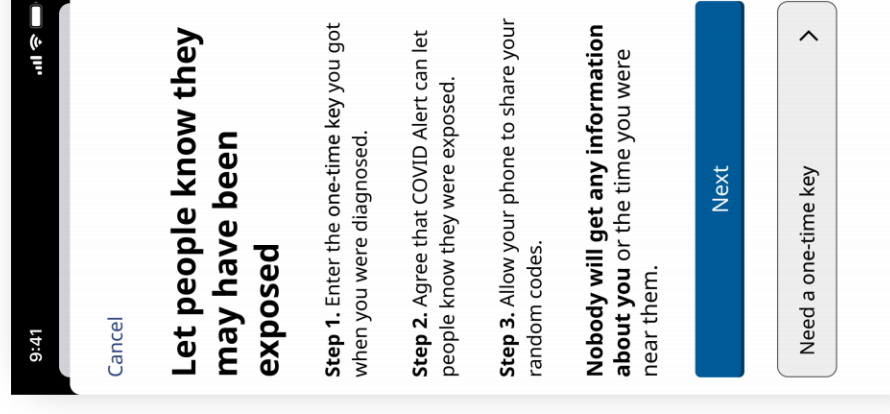 9:41
Cancel
Let people know they
may have been
exposed
Step 1. Enter the one-time key you got
when you were diagnosed.
Step 2. Agree that COVID Alert can let
people know they were exposed.
Step 3. Allow your phone to share your
random codes.
Nobody will get any information
about you or the time you were
near them.
Next
Need a one-time key